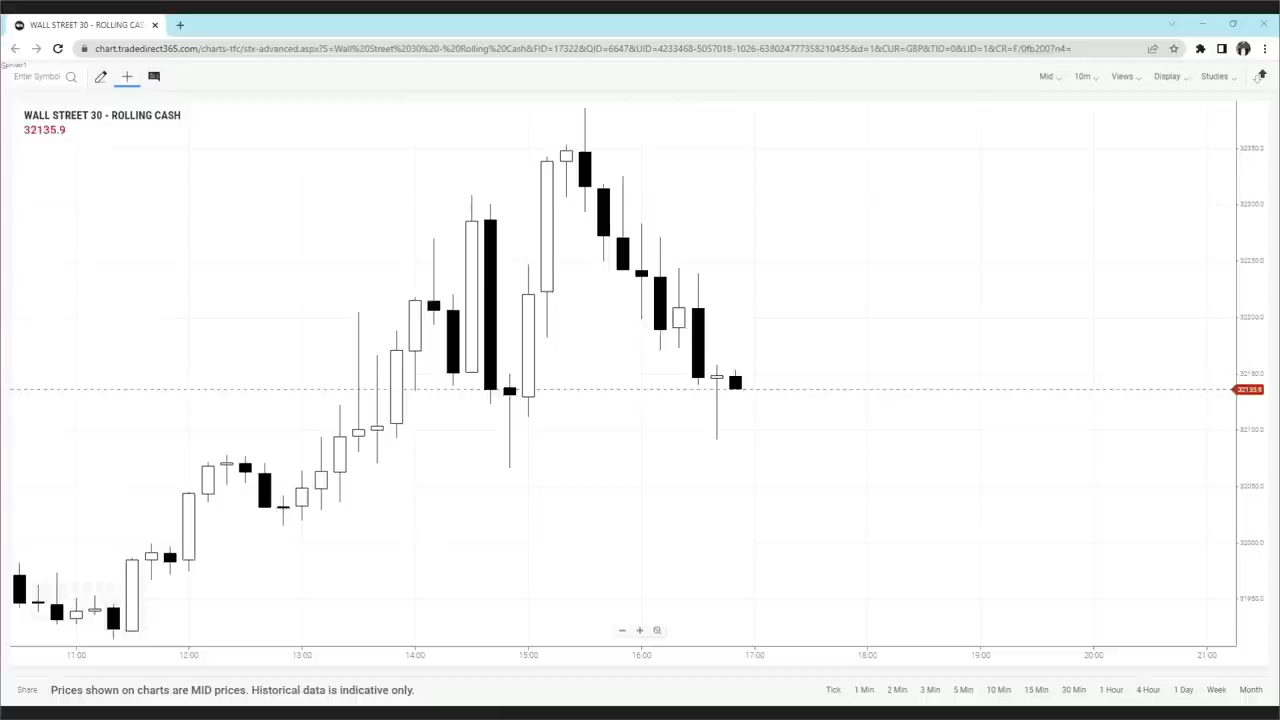 WALL STREET 30 - ROLLING CAS
chart.tradedirect365.com/charts-tfc/stx-advanced.aspx?S=Wall%20Street%2030%20-%20Rolling%20Cash&FID=17322&QID=6647&UID=4233468-5057018-1026-638024777358210435&d=1&CUR=GBP&TID=0&LID=1&CR=F/0fb2007n4=
Server1
Enter Symbol
Mid 10m Views Display Studies
WALL STREET 30 - ROLLING CASH
32135.9
32350.0
32300.0
32250.0
32200.0
32150.0
32135.9
32100.0
32050.0
32000.0
31950.0
11:00 12:00 13:00 14:00 15:00 16:00 17:00 18:00 19:00 20:00 21:00
Share Prices shown on charts are MID prices. Historical data is indicative only. Tick 1 Min 2 Min 3 Min 5 Min 10 Min 15 Min 30 Min 1 Hour 4 Hour 1 Day Week Month